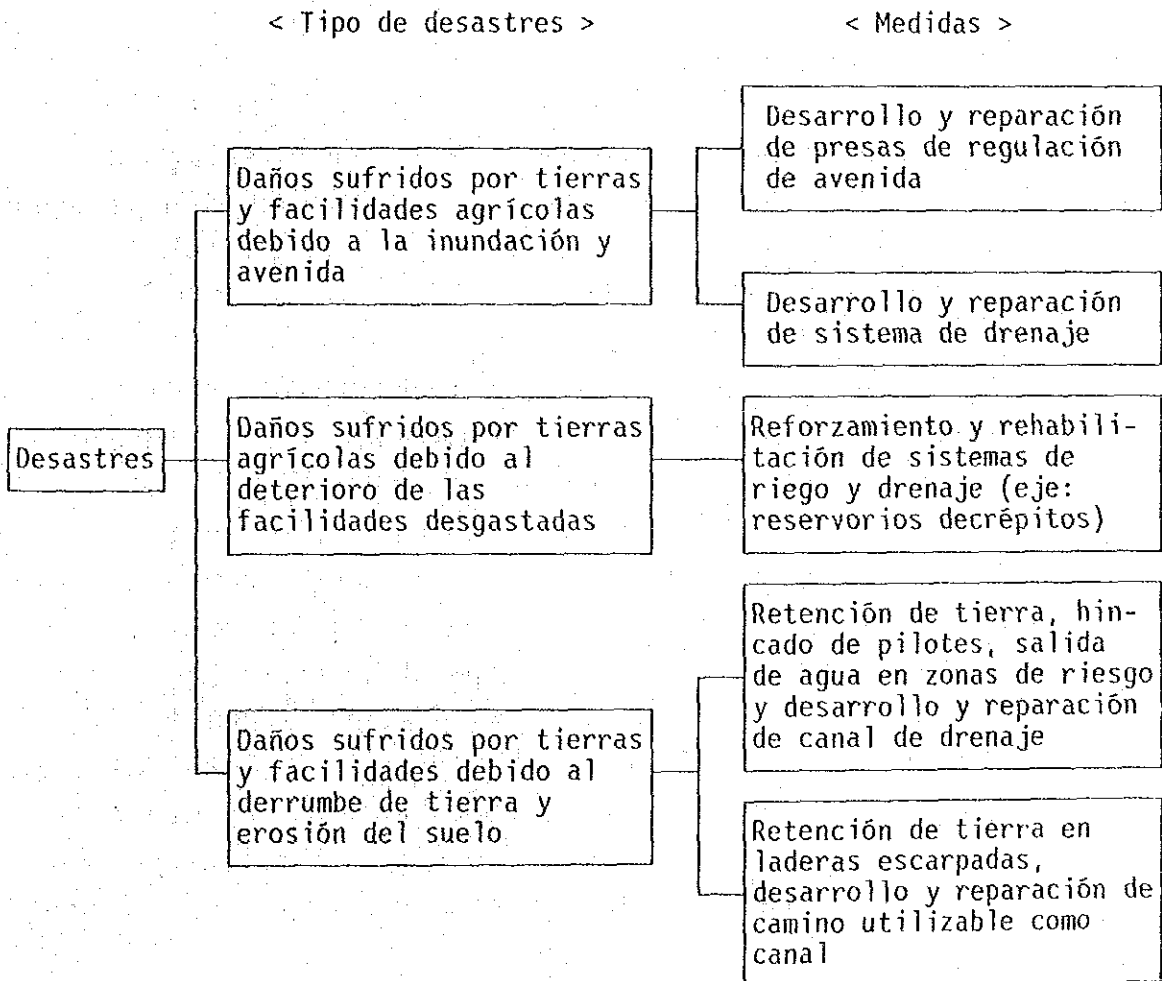 < Tipo de desastres >
< Medidas >
Desastres
Daños sufridos por tierras
y facilidades agrícolas
debido a la inundación y
avenida
Desarrollo y reparación
de presas de regulación
de avenida
Desarrollo y reparación
de sistema de drenaje
Daños sufridos por tierras
agrícolas debido al
deterioro de las
facilidades desgastadas
Reforzamiento y rehabili-
tación de sistemas de
riego y drenaje (eje:
reservorios decrépitos)
Daños sufridos por tierras
y facilidades debido al
derrumbe de tierra y
erosión del suelo
Retención de tierra, hin-
cado de pilotes, salida
de agua en zonas de riesgo
y desarrollo y reparación
de canal de drenaje
Retención de tierra en
laderas escarpadas,
desarrollo y reparación de
camino utilizable como
canal